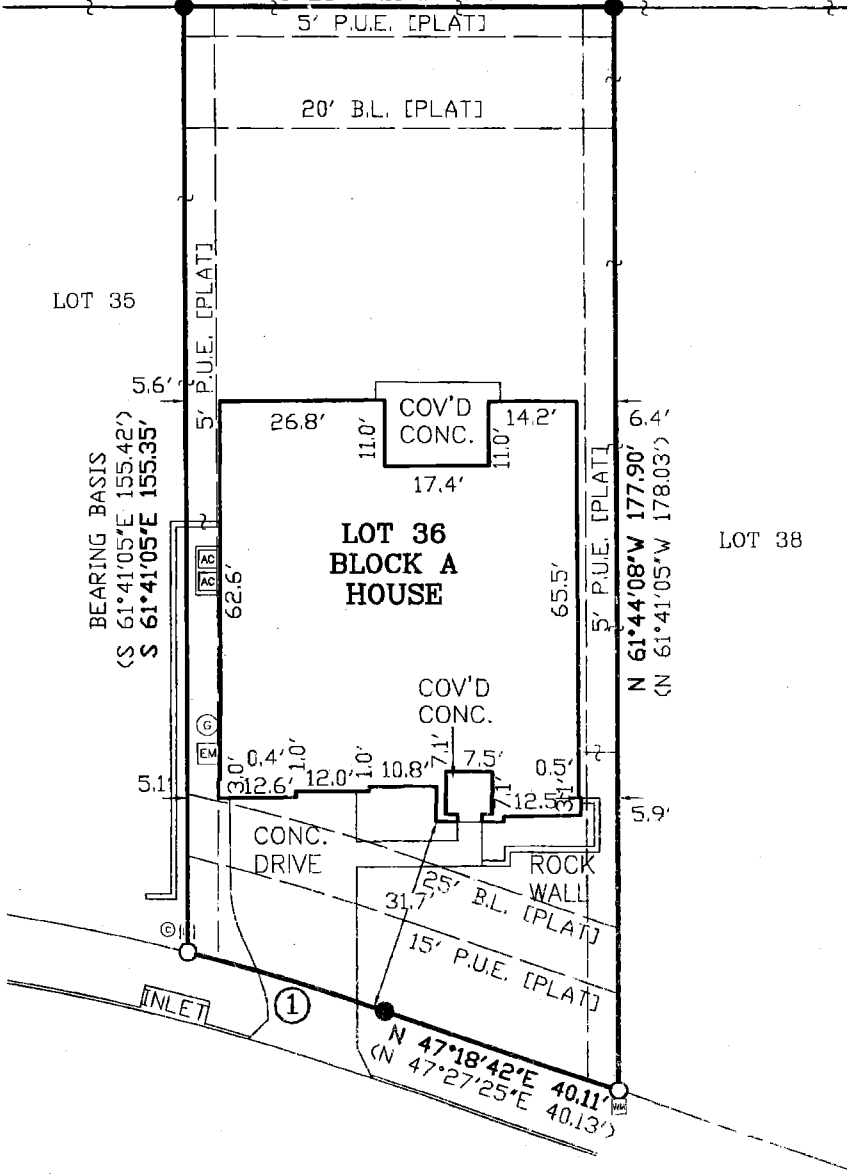 5' P.U.E. [PLAT]
20' B.L. [PLAT]
LOT 35
5' P.U.E. [PLAT]
5.6'
26.8'
COV'D
CONC.
14.2'
6.4'
11.0'
11.0'
17.4'
BEARING BASIS
(S 61°41'05"E 155.42')
S 61°41'05"E 155.35'
LOT 36
BLOCK A
HOUSE
5' P.U.E. [PLAT]
N 61°44'08"W 177.90'
(N 61°41'05"W 178.03')
LOT 38
AC
AC
62.6'
65.5'
COV'D
CONC.
G
EM
3.0'
0.4'
12.6'
1.0'
12.0'
1.0'
10.8'
7.1'
7.5'
7.1'
0.5'
12.5'
3.1'
5.1'
5.9'
CONC.
DRIVE
ROCK
WALL
25' B.L. [PLAT]
31.7'
15' P.U.E. [PLAT]
C
INLET
1
N 47°18'42"E 40.11'
(N 47°27'25"E 40.13')
WM